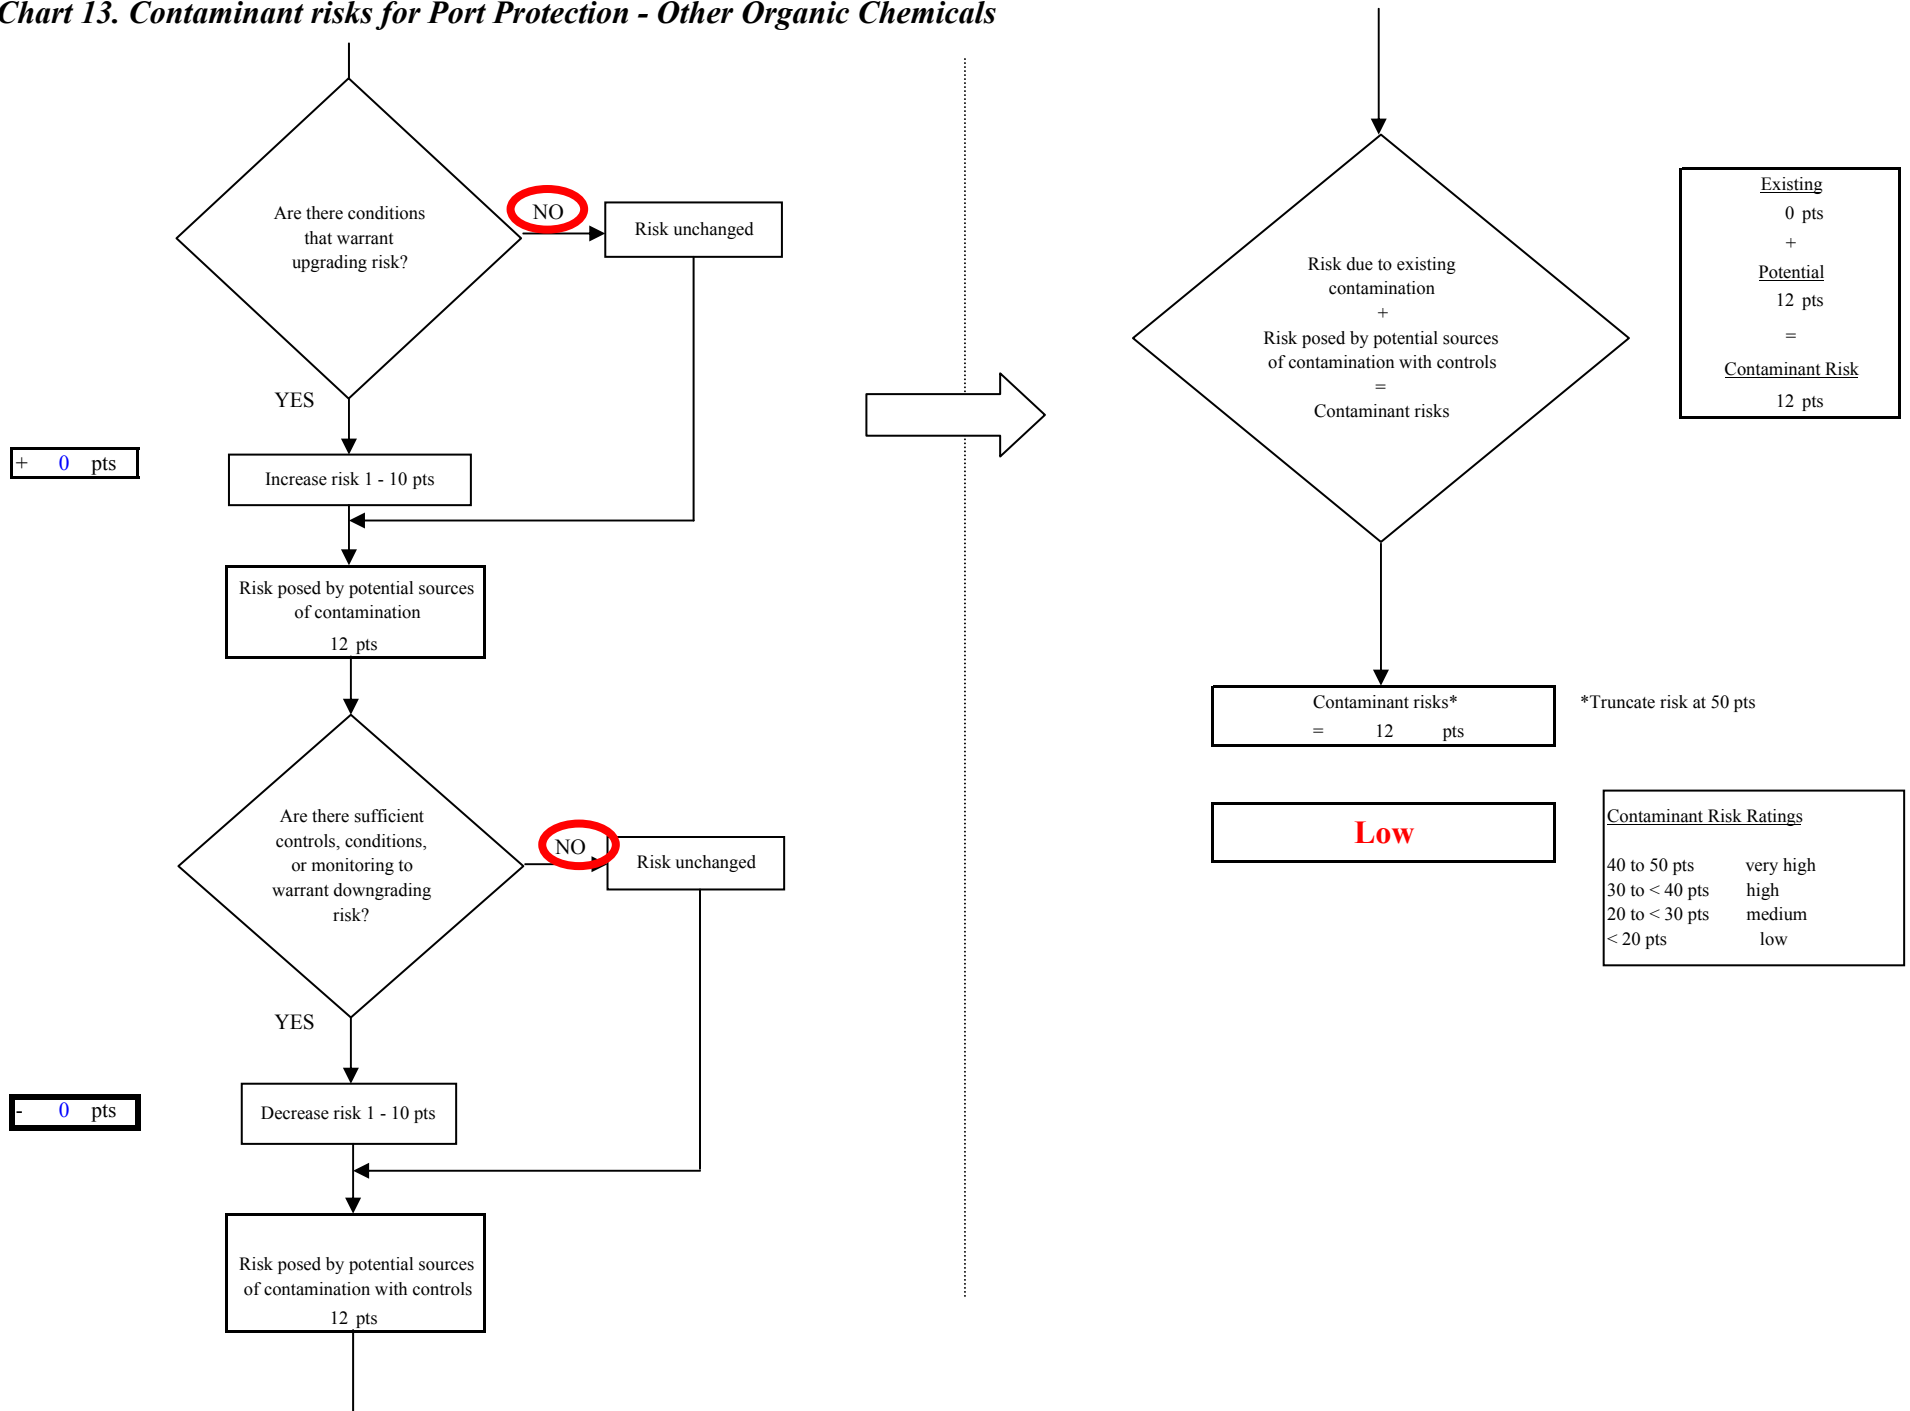 Chart 13. Contaminant risks for Port Protection - Other Organic Chemicals
Are there conditions
that warrant
upgrading risk?
NO
Risk unchanged
YES
+ 0 pts
Increase risk 1 - 10 pts
Risk posed by potential sources
of contamination
12 pts
Are there sufficient
controls, conditions,
or monitoring to
warrant downgrading
risk?
NO
Risk unchanged
YES
- 0 pts
Decrease risk 1 - 10 pts
Risk posed by potential sources
of contamination with controls
12 pts
Risk due to existing
contamination
+
Risk posed by potential sources
of contamination with controls
=
Contaminant risks
Existing
0 pts
+
Potential
12 pts
=
Contaminant Risk
12 pts
Contaminant risks*
= 12 pts
*Truncate risk at 50 pts
Low
Contaminant Risk Ratings
40 to 50 pts very high
30 to < 40 pts high
20 to < 30 pts medium
< 20 pts low